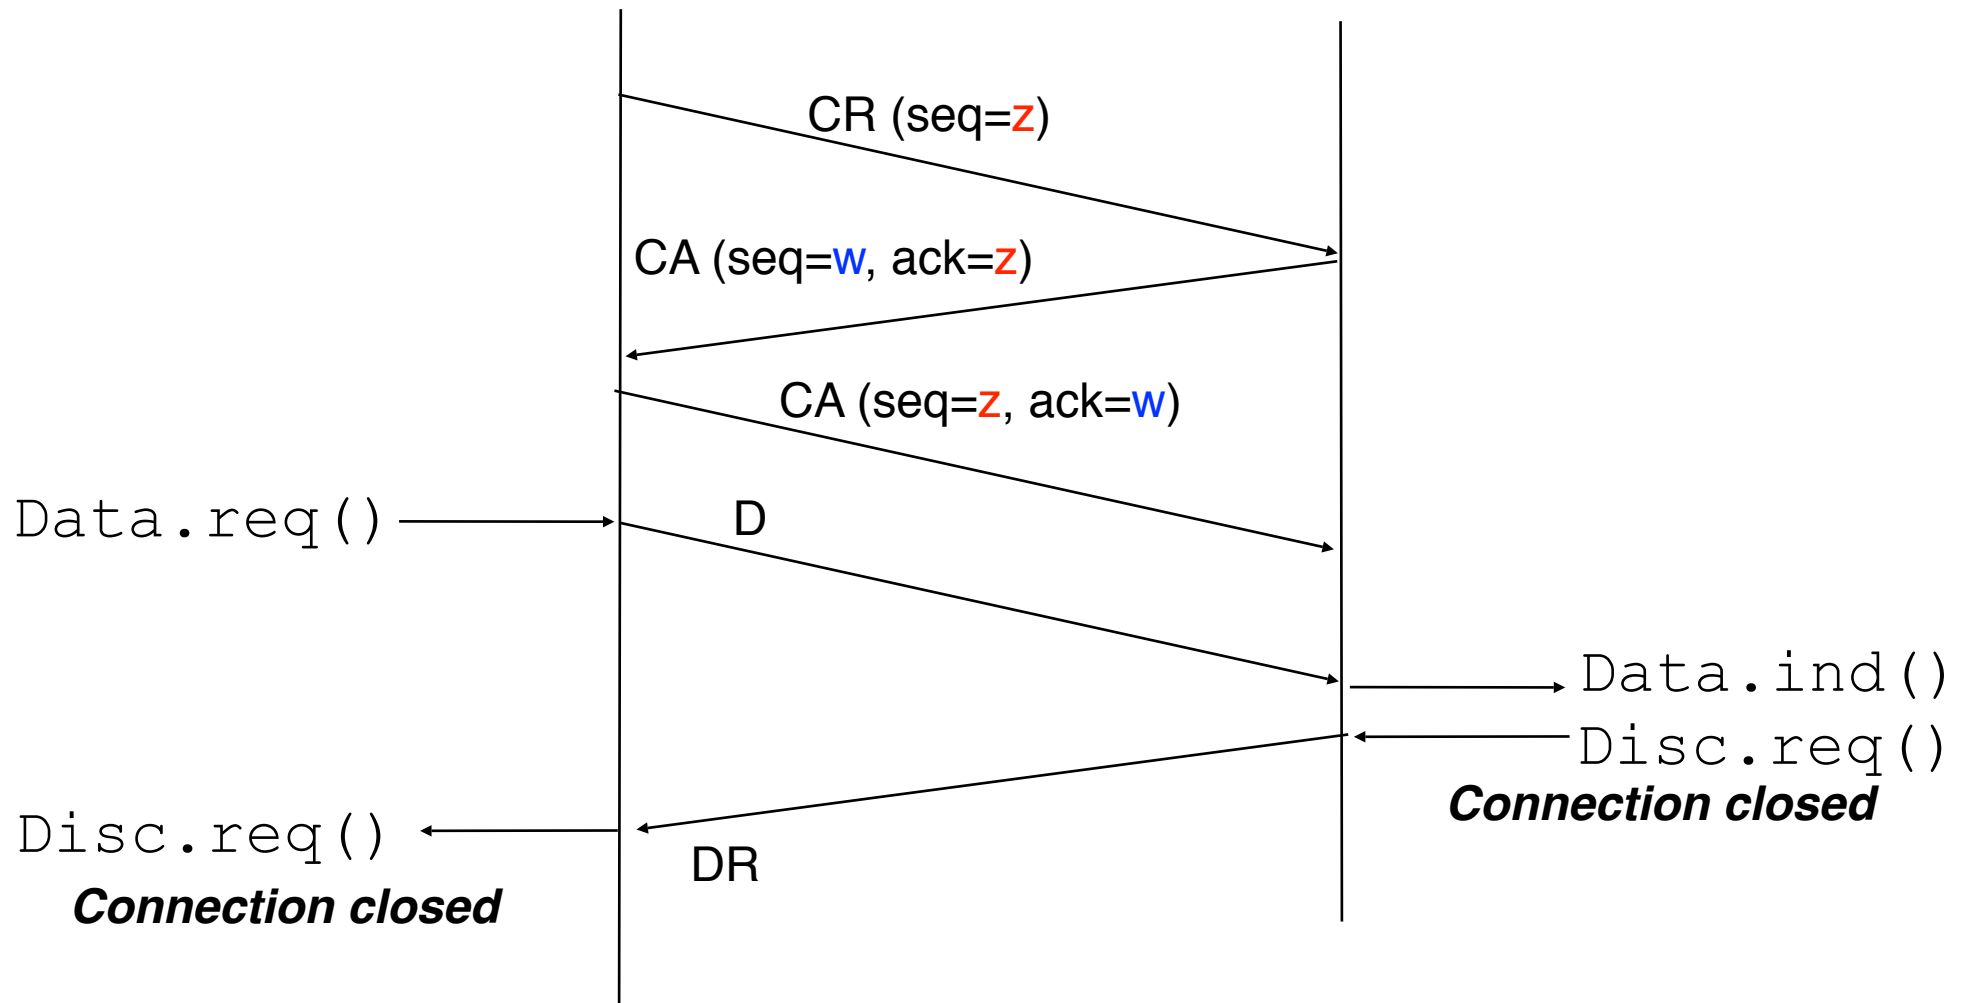 CR (seq=z)
CA (seq=w, ack=z)
CA (seq=z, ack=w)
Data.req()
D
Data.ind()
Disc.req()
Connection closed
Disc.req()
DR
Connection closed